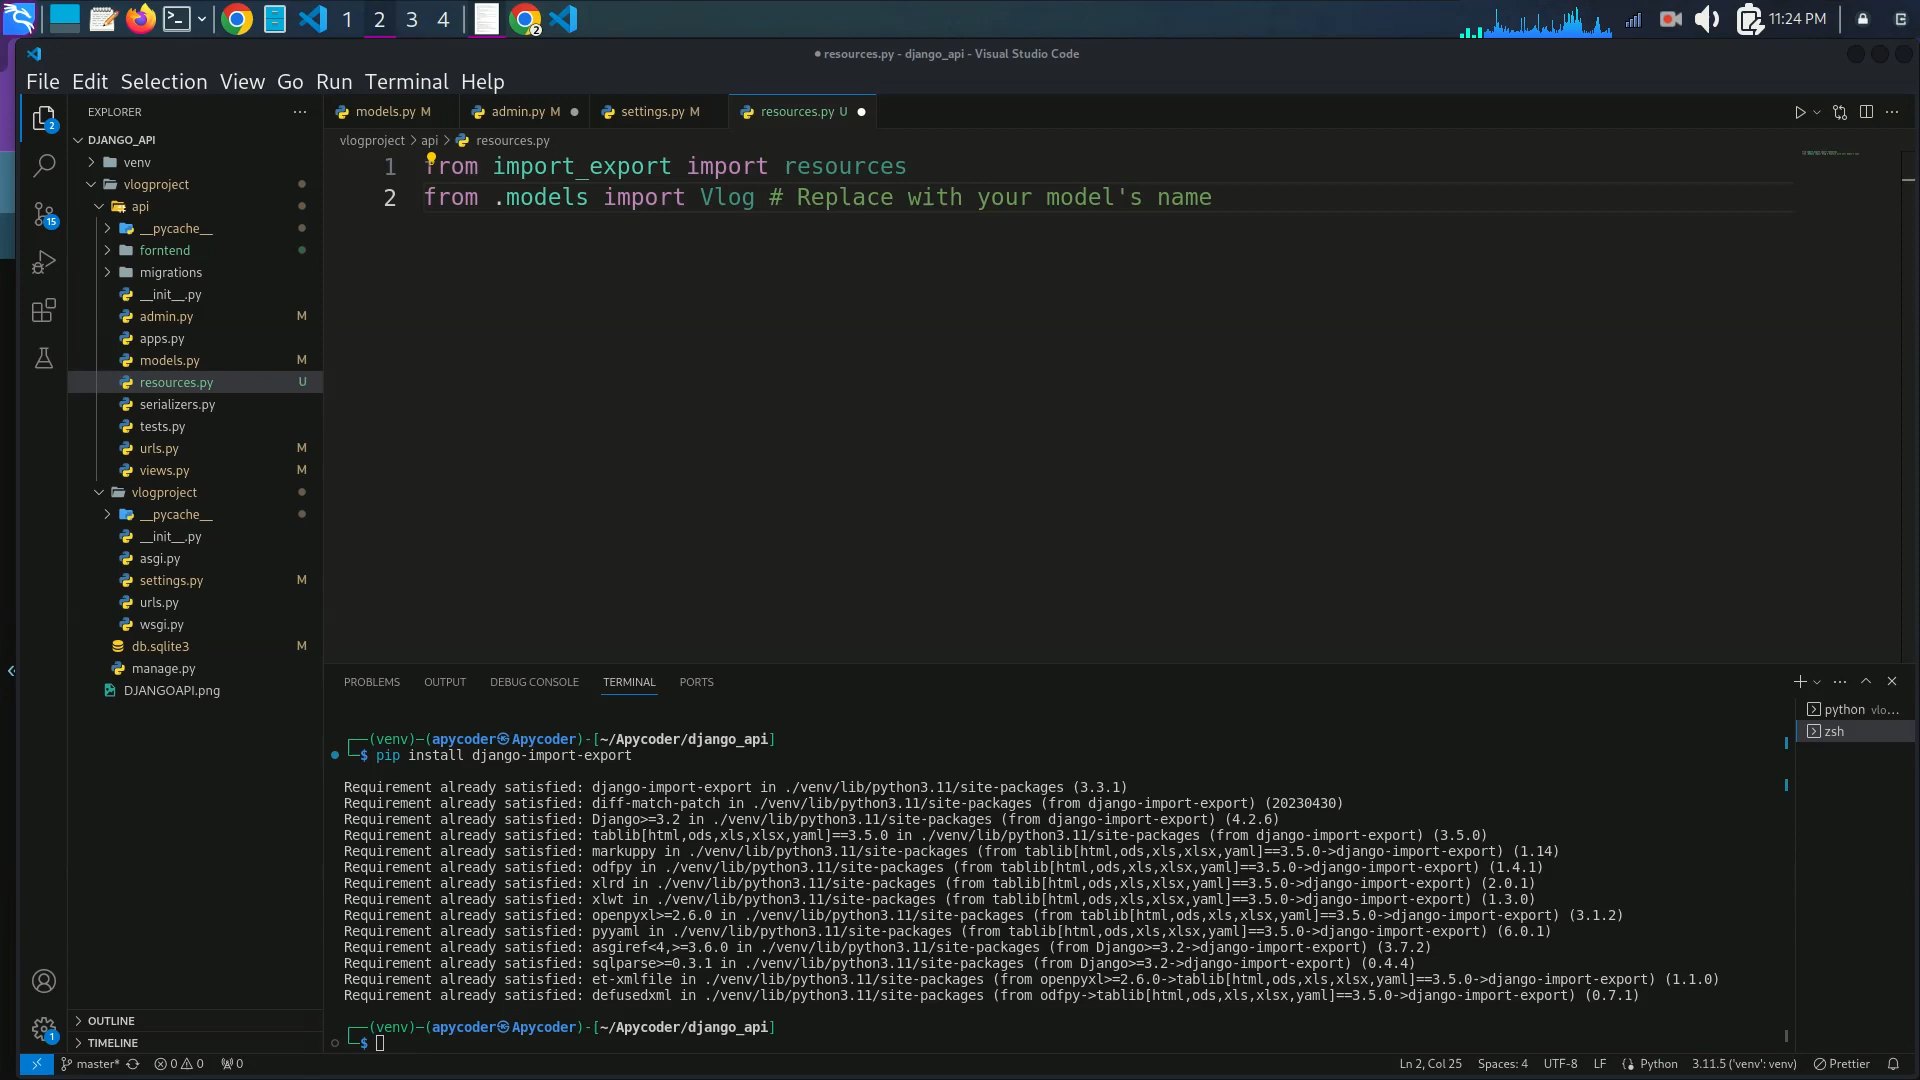 1 2 3 4 2 11:24 PM
resources.py - django_api - Visual Studio Code
File Edit Selection View Go Run Terminal Help
EXPLORER
DJANGO_API
venv
vlogproject
api
__pycache__
forntend
migrations
__init__.py
admin.py M
apps.py
models.py M
resources.py U
serializers.py
tests.py
urls.py M
views.py M
vlogproject
__pycache__
__init__.py
asgi.py
settings.py M
urls.py
wsgi.py
db.sqlite3 M
manage.py
DJANGOAPI.png
OUTLINE
TIMELINE
2
15
1
models.py M admin.py M settings.py M resources.py U
vlogproject > api > resources.py
1 from import_export import resources
2 from .models import Vlog # Replace with your model's name
PROBLEMS OUTPUT DEBUG CONSOLE TERMINAL PORTS
python vlo...
zsh
(venv)-(apycoder㉿Apycoder)-[~/Apycoder/django_api]
$ pip install django-import-export
Requirement already satisfied: django-import-export in ./venv/lib/python3.11/site-packages (3.3.1)
Requirement already satisfied: diff-match-patch in ./venv/lib/python3.11/site-packages (from django-import-export) (20230430)
Requirement already satisfied: Django>=3.2 in ./venv/lib/python3.11/site-packages (from django-import-export) (4.2.6)
Requirement already satisfied: tablib[html,ods,xls,xlsx,yaml]==3.5.0 in ./venv/lib/python3.11/site-packages (from django-import-export) (3.5.0)
Requirement already satisfied: markuppy in ./venv/lib/python3.11/site-packages (from tablib[html,ods,xls,xlsx,yaml]==3.5.0->django-import-export) (1.14)
Requirement already satisfied: odfpy in ./venv/lib/python3.11/site-packages (from tablib[html,ods,xls,xlsx,yaml]==3.5.0->django-import-export) (1.4.1)
Requirement already satisfied: xlrd in ./venv/lib/python3.11/site-packages (from tablib[html,ods,xls,xlsx,yaml]==3.5.0->django-import-export) (2.0.1)
Requirement already satisfied: xlwt in ./venv/lib/python3.11/site-packages (from tablib[html,ods,xls,xlsx,yaml]==3.5.0->django-import-export) (1.3.0)
Requirement already satisfied: openpyxl>=2.6.0 in ./venv/lib/python3.11/site-packages (from tablib[html,ods,xls,xlsx,yaml]==3.5.0->django-import-export) (3.1.2)
Requirement already satisfied: pyyaml in ./venv/lib/python3.11/site-packages (from tablib[html,ods,xls,xlsx,yaml]==3.5.0->django-import-export) (6.0.1)
Requirement already satisfied: asgiref<4,>=3.6.0 in ./venv/lib/python3.11/site-packages (from Django>=3.2->django-import-export) (3.7.2)
Requirement already satisfied: sqlparse>=0.3.1 in ./venv/lib/python3.11/site-packages (from Django>=3.2->django-import-export) (0.4.4)
Requirement already satisfied: et-xmlfile in ./venv/lib/python3.11/site-packages (from openpyxl>=2.6.0->tablib[html,ods,xls,xlsx,yaml]==3.5.0->django-import-export) (1.1.0)
Requirement already satisfied: defusedxml in ./venv/lib/python3.11/site-packages (from odfpy->tablib[html,ods,xls,xlsx,yaml]==3.5.0->django-import-export) (0.7.1)
(venv)-(apycoder㉿Apycoder)-[~/Apycoder/django_api]
$
master* 0 0 0 Ln 2, Col 25 Spaces: 4 UTF-8 LF Python 3.11.5 ('venv': venv) Prettier